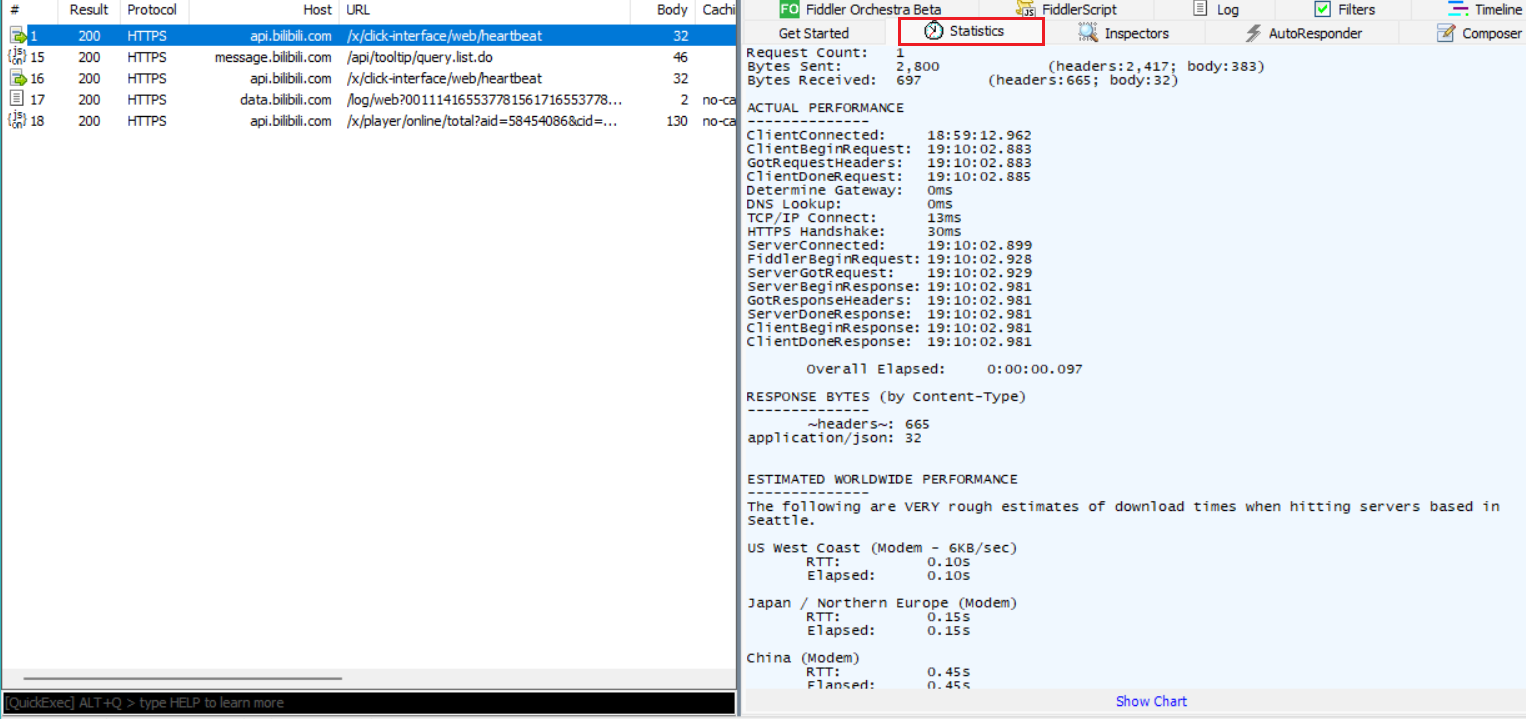 # Result Protocol Host URL Body Cachi
1 200 HTTPS api.bilibili.com /x/click-interface/web/heartbeat 32
15 200 HTTPS message.bilibili.com /api/tooltip/query.list.do 46
16 200 HTTPS api.bilibili.com /x/click-interface/web/heartbeat 32
17 200 HTTPS data.bilibili.com /log/web?0011141655377815617165537​78... 2 no-ca
18 200 HTTPS api.bilibili.com /x/player/online/total?aid=58454086&cid=... 130 no-ca
[QuickExec] ALT+Q > type HELP to learn more
FO Fiddler Orchestra Beta FiddlerScript Log Filters Timeline
Get Started Statistics Inspectors AutoResponder Composer
Request Count: 1
Bytes Sent: 2,800 (headers:2,417; body:383)
Bytes Received: 697 (headers:665; body:32)
ACTUAL PERFORMANCE
--------------
ClientConnected: 18:59:12.962
ClientBeginRequest: 19:10:02.883
GotRequestHeaders: 19:10:02.883
ClientDoneRequest: 19:10:02.885
Determine Gateway: 0ms
DNS Lookup: 0ms
TCP/IP Connect: 13ms
HTTPS Handshake: 30ms
ServerConnected: 19:10:02.899
FiddlerBeginRequest: 19:10:02.928
ServerGotRequest: 19:10:02.929
ServerBeginResponse: 19:10:02.981
GotResponseHeaders: 19:10:02.981
ServerDoneResponse: 19:10:02.981
ClientBeginResponse: 19:10:02.981
ClientDoneResponse: 19:10:02.981
Overall Elapsed: 0:00:00.097
RESPONSE BYTES (by Content-Type)
--------------
~headers~: 665
application/json: 32
ESTIMATED WORLDWIDE PERFORMANCE
--------------
The following are VERY rough estimates of download times when hitting servers based in
Seattle.
US West Coast (Modem - 6KB/sec)
RTT: 0.10s
Elapsed: 0.10s
Japan / Northern Europe (Modem)
RTT: 0.15s
Elapsed: 0.15s
China (Modem)
RTT: 0.45s
Elapsed: 0.45s
Show Chart